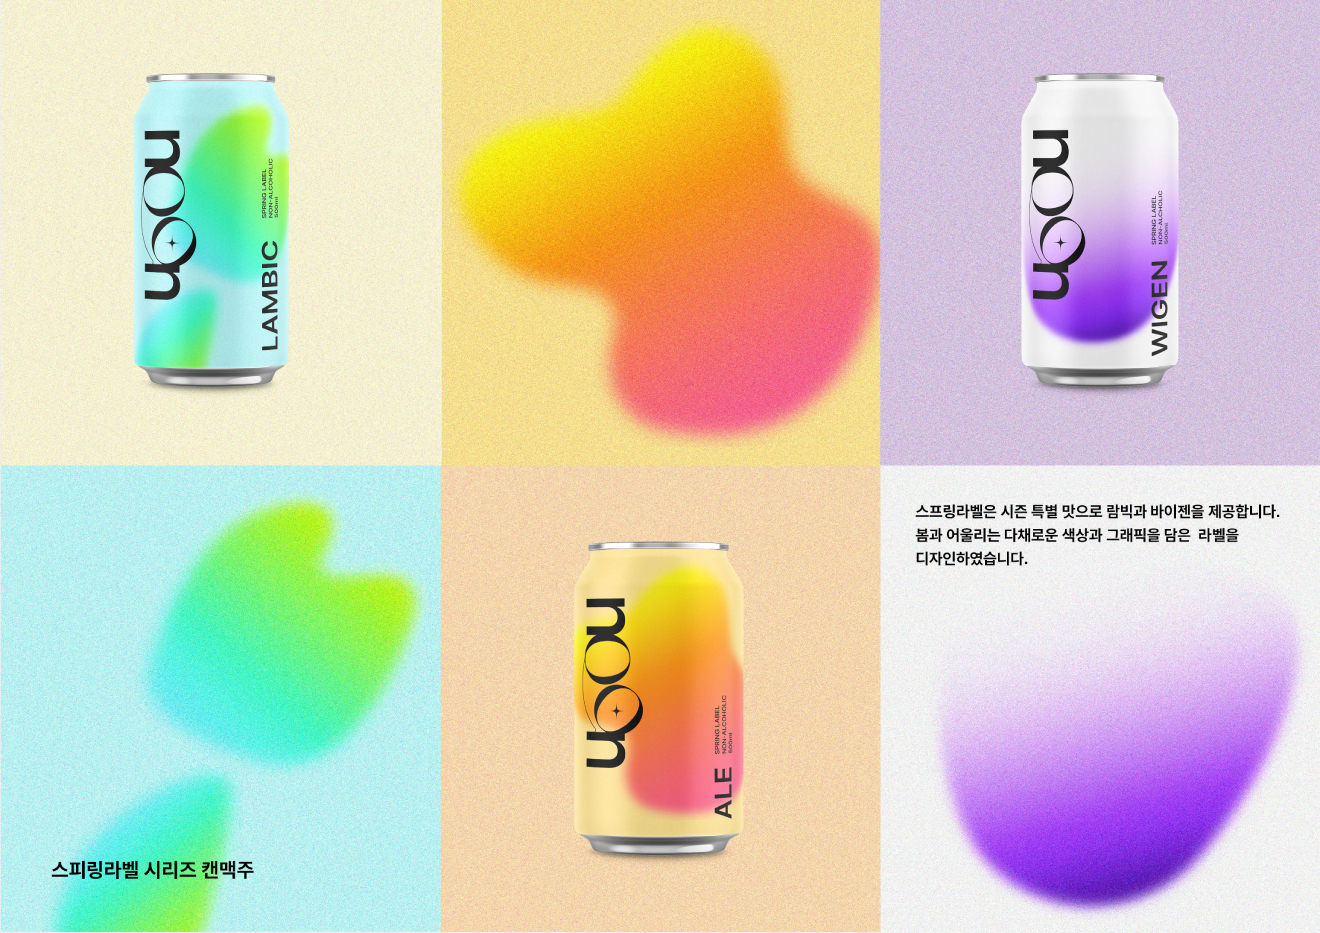 noon
SPRING LABEL
NON-ALCOHOLIC
500ml
LAMBIC
noon
SPRING LABEL
NON-ALCHOLIC
500ml
WIGEN
스피링라벨 시리즈 캔맥주
noon
SPRING LABEL
NON-ALCOHOLIC
500ml
ALE
스프링라벨은 시즌 특별 맛으로 람빅과 바이젠을 제공합니다.
봄과 어울리는 다채로운 색상과 그래픽을 담은 라벨을
디자인하였습니다.